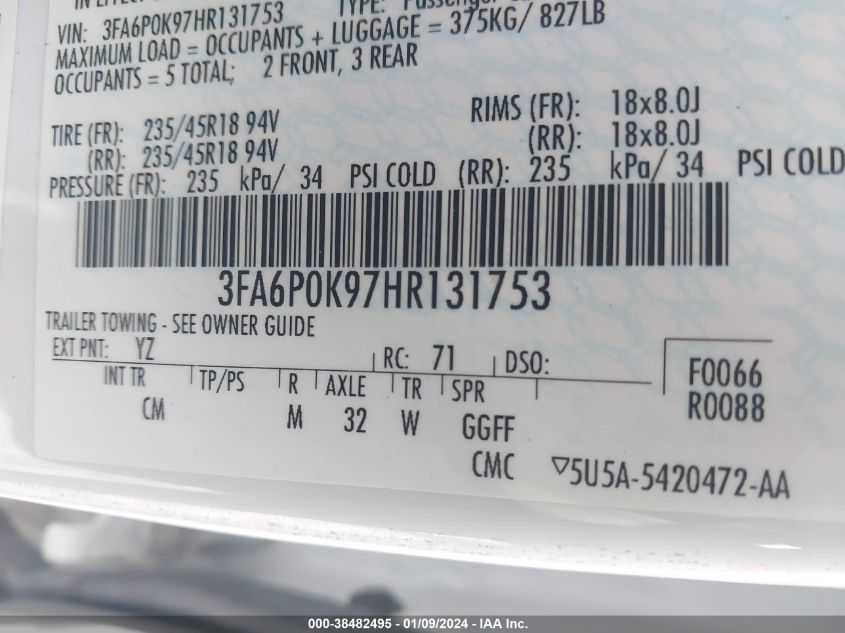 TYPE: Passenger
VIN: 3FA6P0K97HR131753
MAXIMUM LOAD = OCCUPANTS + LUGGAGE = 375KG/ 827LB
OCCUPANTS = 5 TOTAL; 2 FRONT, 3 REAR
TIRE (FR): 235/45R18 94V RIMS (FR): 18x8.0J
(RR): 235/45R18 94V (RR): 18x8.0J
PRESSURE (FR): 235 kPa/ 34 PSI COLD (RR): 235 kPa/ 34 PSI COLD
3FA6P0K97HR131753
TRAILER TOWING - SEE OWNER GUIDE
EXT PNT: YZ RC: 71 DSO:
INT TR TP/PS R AXLE TR SPR
CM M 32 W GGFF
CMC
F0066
R0088
5U5A-5420472-AA
000-38482495 - 01/09/2024 - IAA Inc.